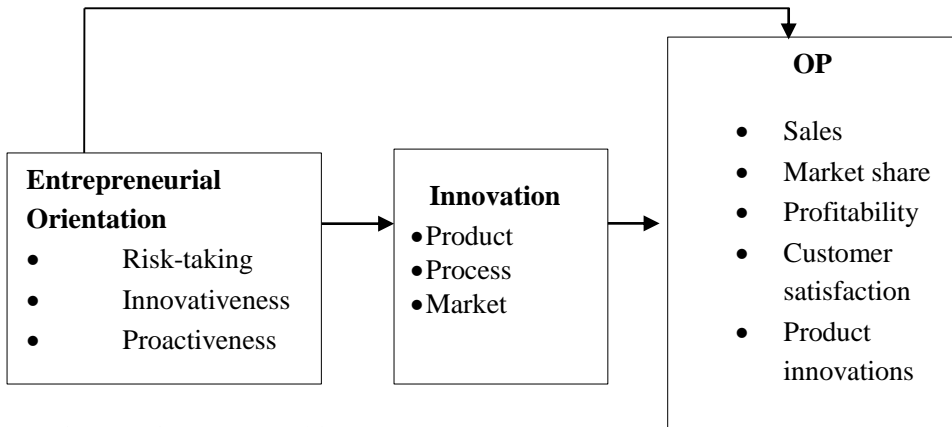 Entrepreneurial
Orientation
• Risk-taking
• Innovativeness
• Proactiveness
Innovation
•Product
•Process
•Market
OP
• Sales
• Market share
• Profitability
• Customer
satisfaction
• Product
innovations